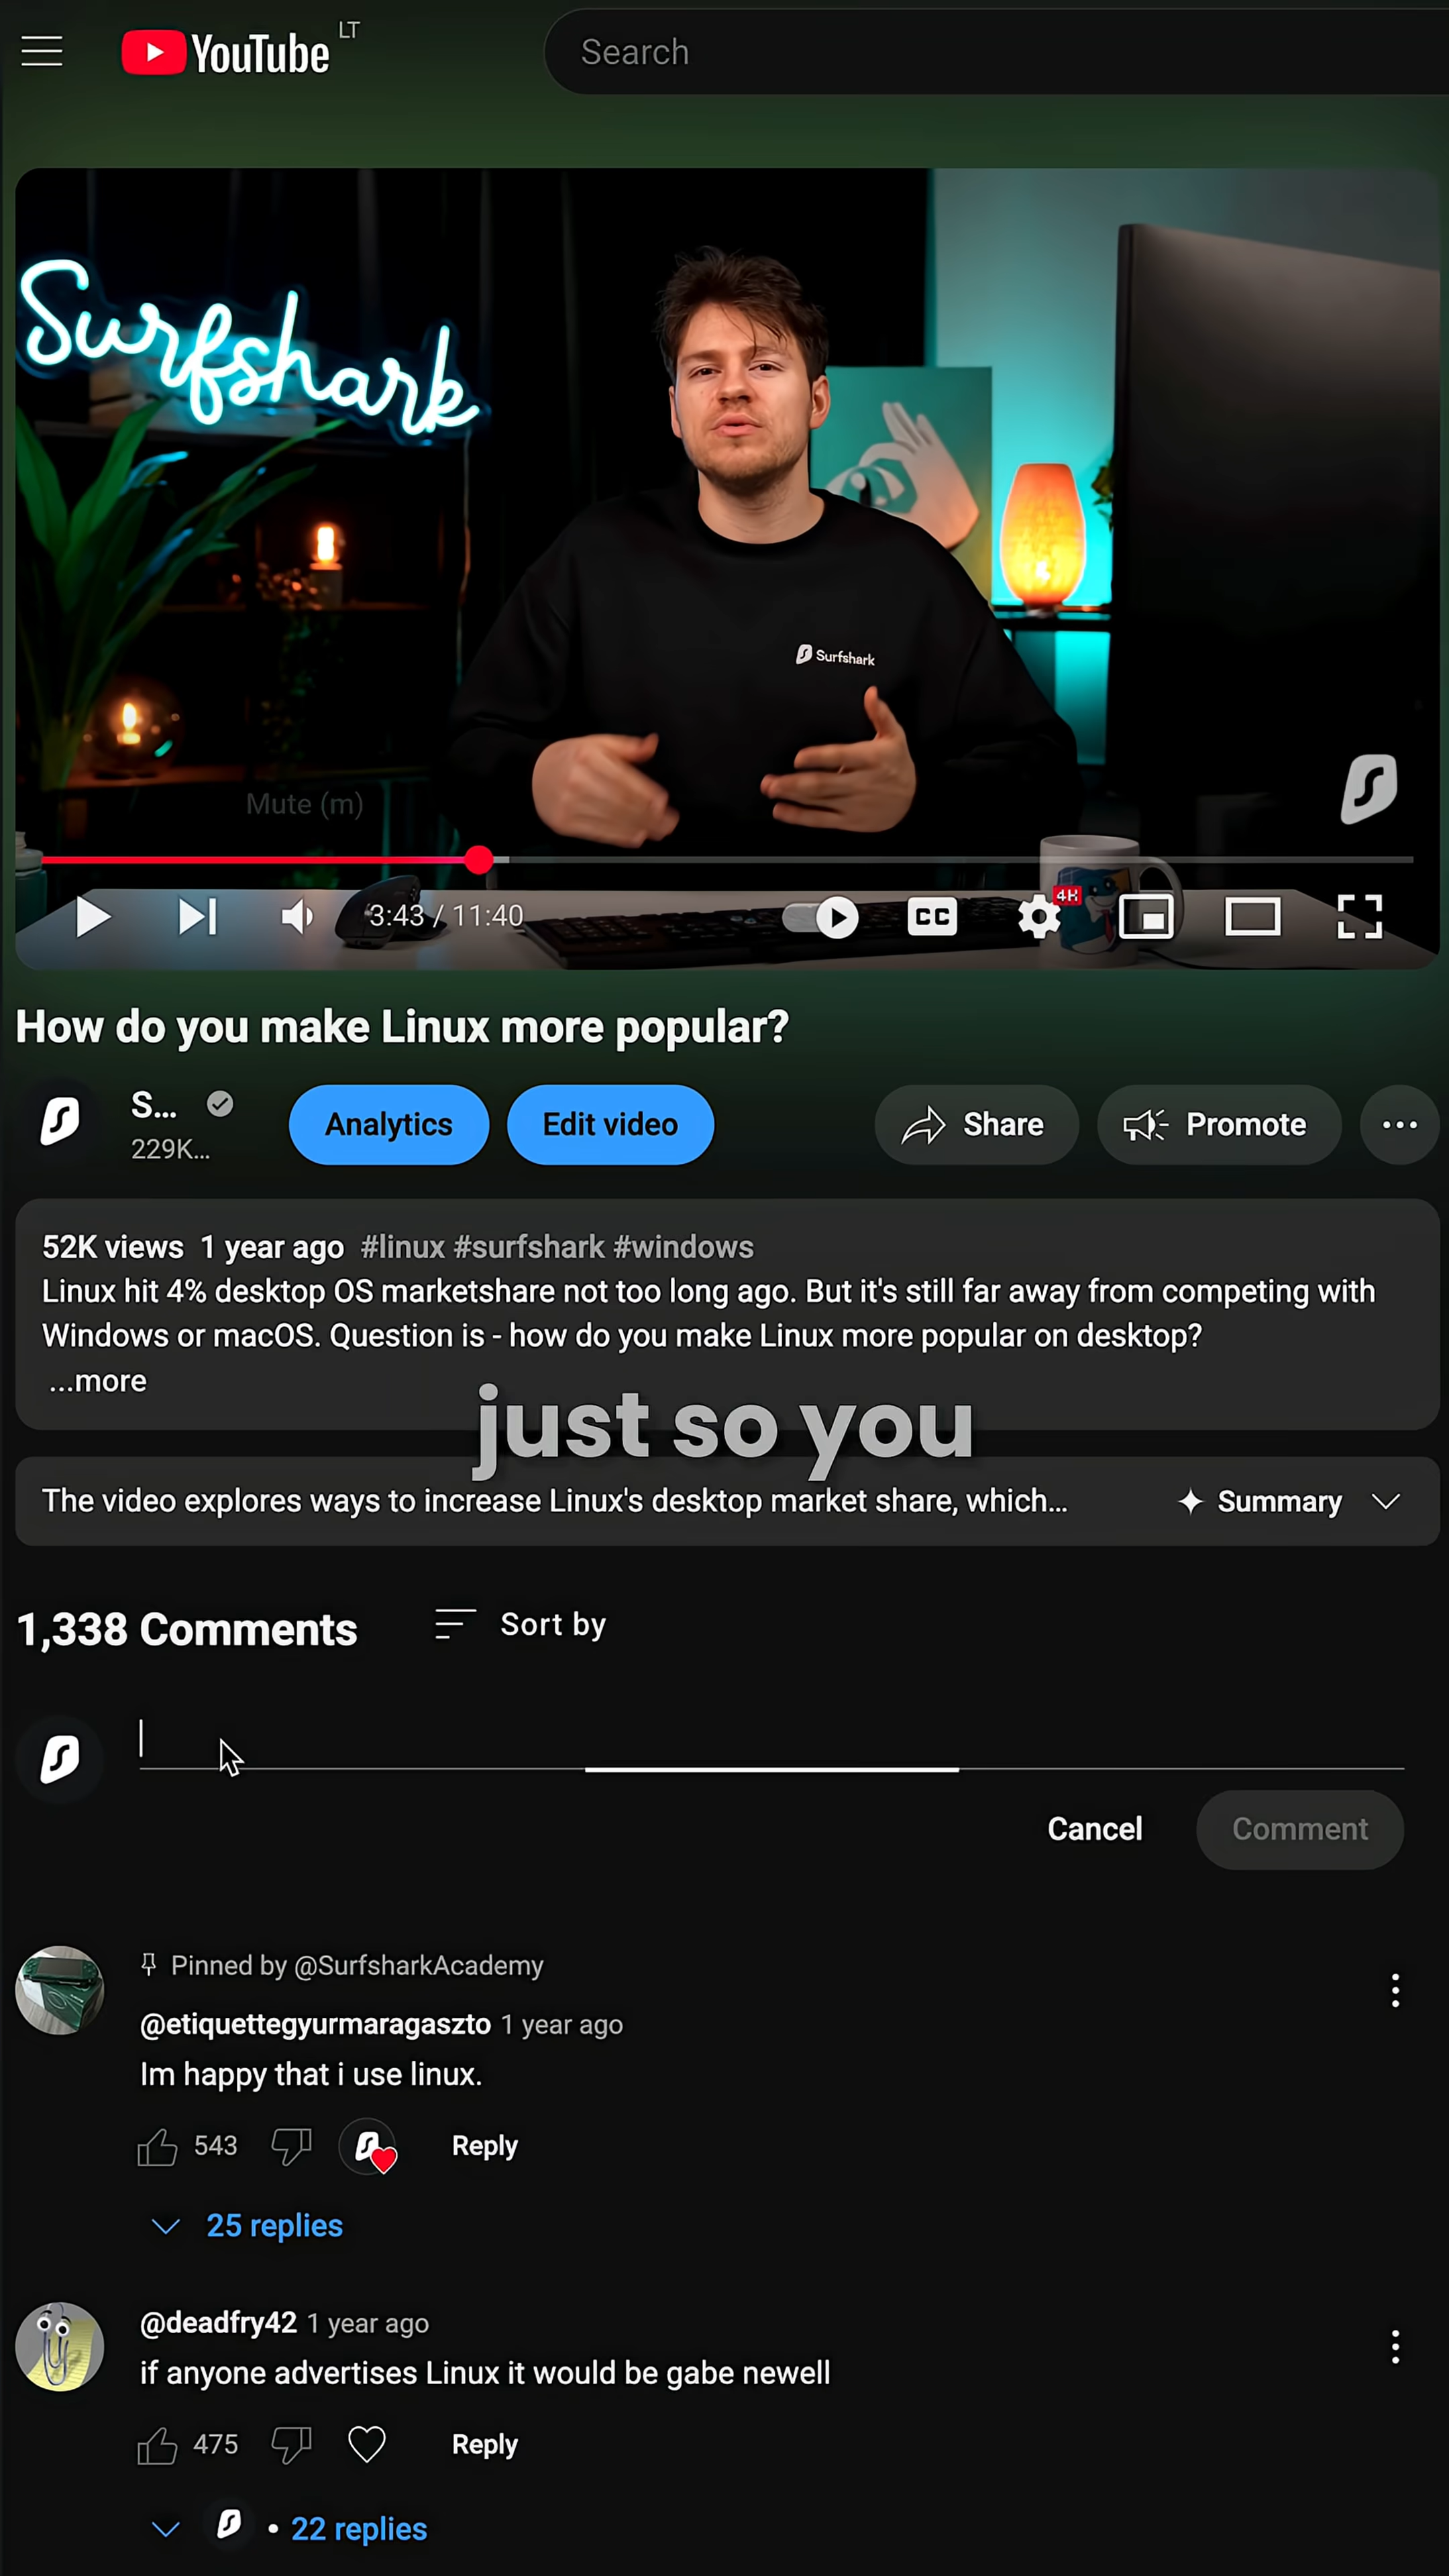 YouTube LT
Search
Surfshark
Surfshark
Mute (m)
3:43 / 11:40
CC
4K
How do you make Linux more popular?
S...
229K...
Analytics
Edit video
Share
Promote
52K views 1 year ago #linux #surfshark #windows
Linux hit 4% desktop OS marketshare not too long ago. But it's still far away from competing with
Windows or macOS. Question is - how do you make Linux more popular on desktop?
...more
just so you
The video explores ways to increase Linux's desktop market share, which...
Summary
1,338 Comments
Sort by
Cancel
Comment
Pinned by @SurfsharkAcademy
@etiquettegyurmaragaszto 1 year ago
Im happy that i use linux.
543
Reply
25 replies
@deadfry42 1 year ago
if anyone advertises Linux it would be gabe newell
475
Reply
• 22 replies